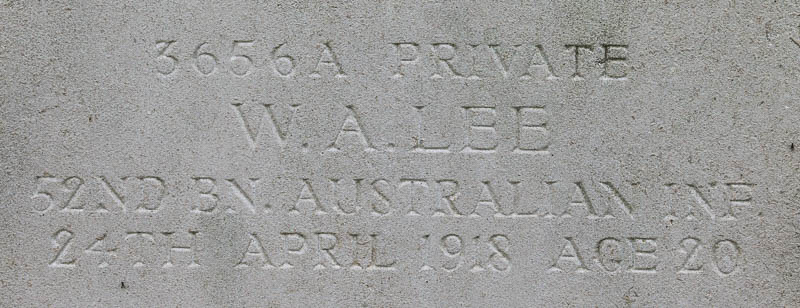 3656A PRIVATE
W. A. LEE
52ND BN. AUSTRALIAN INF.
24TH APRIL 1918 AGE 20